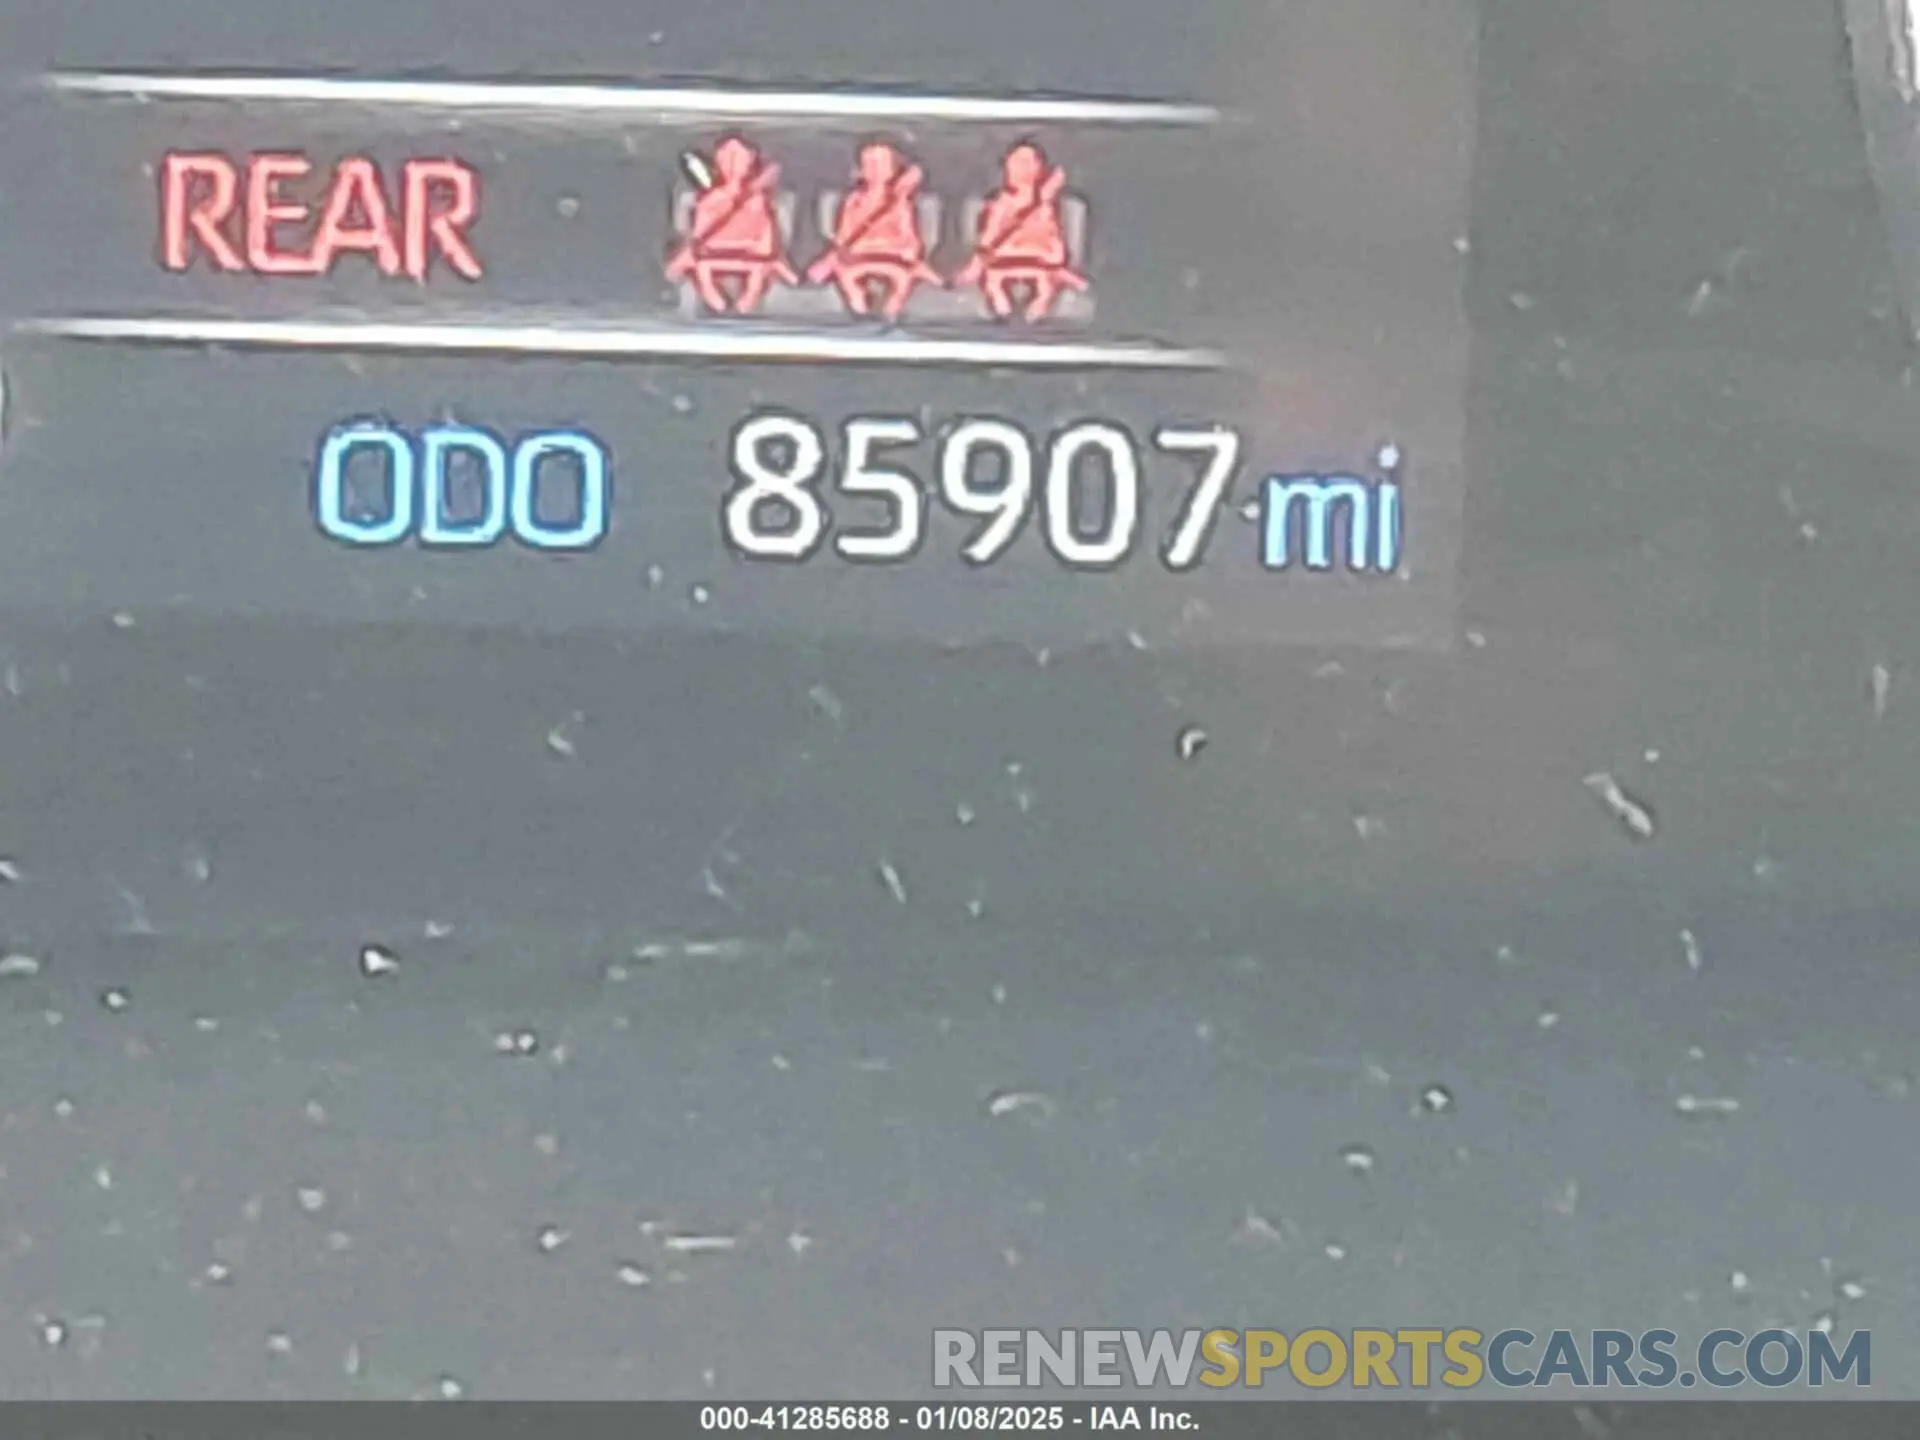 REAR
ODO 85907 mi
RENEWSPORTSCARS.COM
000-41285688 - 01/08/2025 - IAA Inc.